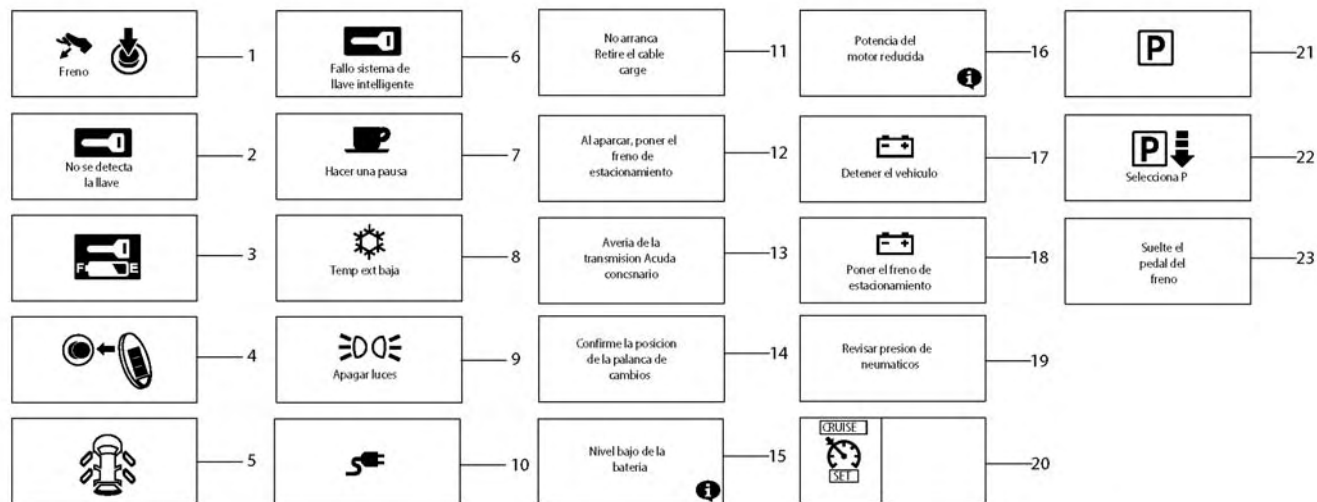 Freno
1
No se detecta
la llave
2
F E
3
4
5
Fallo sistema de
llave intelligente
6
Hacer una pausa
7
Temp ext baja
8
Apagar luces
9
10
No arranca
Retire el cable
carge
11
Al aparcar, poner el
freno de
estacionamiento
12
Averia de la
transmision Acuda
concsnario
13
Confirme la posicion
de la palanca de
cambios
14
Nivel bajo de la
bateria
i
15
Potencia del
motor reducida
i
16
Detener el vehiculo
17
Poner el freno de
estacionamiento
18
Revisar presion de
neumaticos
19
CRUISE
SET
20
P
21
P
Selecciona P
22
Suelte el
pedal del
freno
23